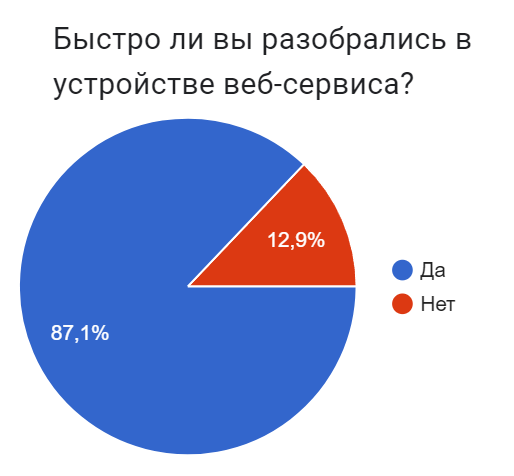 Быстро ли вы разобрались в
устройстве веб-сервиса?
12,9%
87,1%
Да
Нет